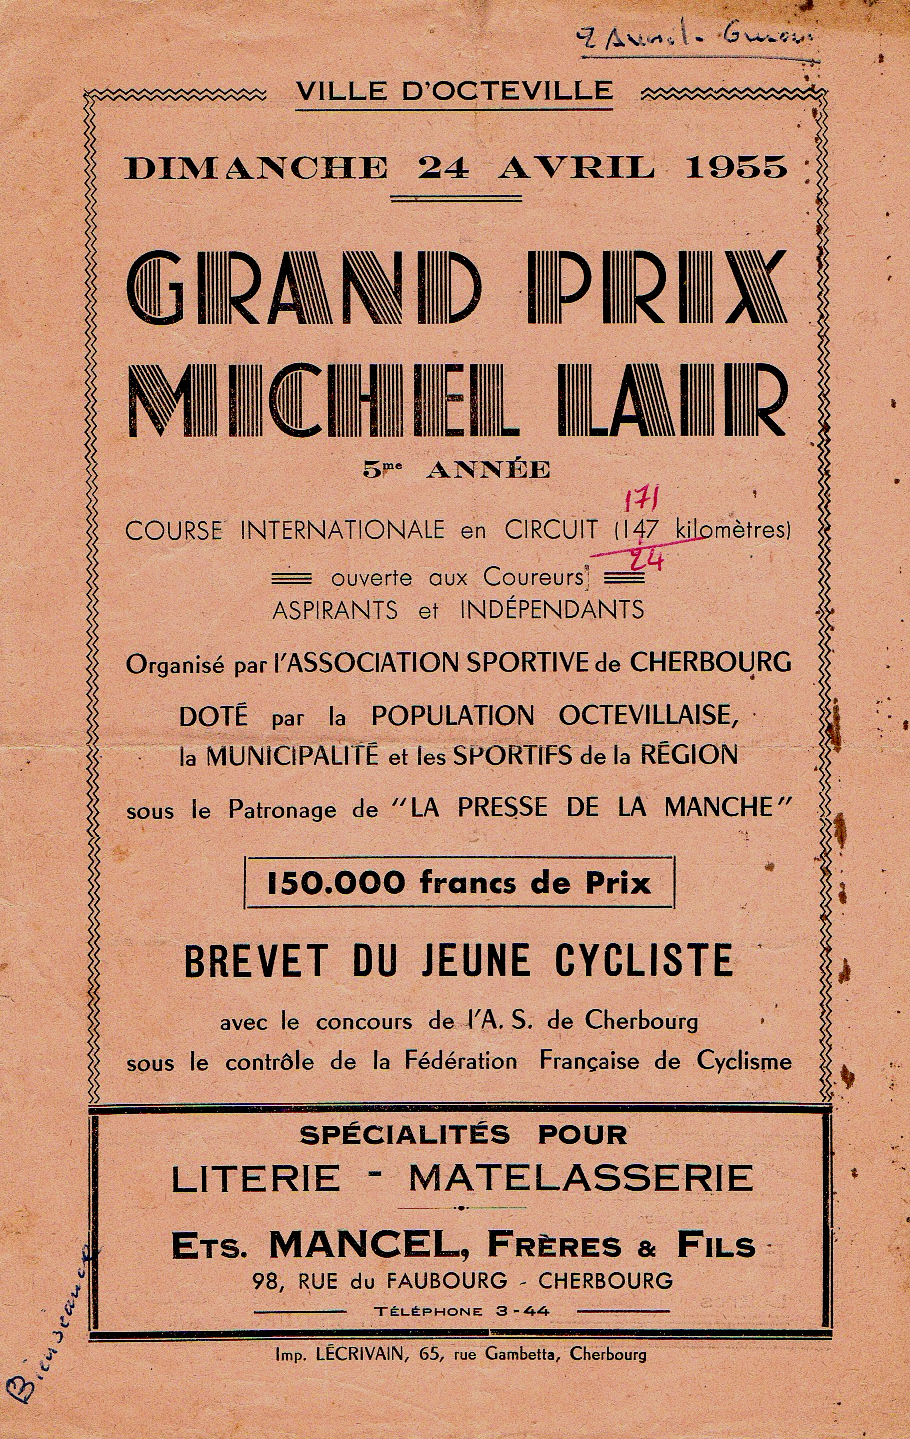 VILLE D'OCTEVILLE
DIMANCHE 24 AVRIL 1955
GRAND PRIX
MICHEL LAIR
5me ANNÉE
171
COURSE INTERNATIONALE en CIRCUIT (147 kilomètres)
24
ouverte aux Coureurs
ASPIRANTS et INDÉPENDANTS
Organisé par l'ASSOCIATION SPORTIVE de CHERBOURG
DOTÉ par la POPULATION OCTEVILLAISE,
la MUNICIPALITÉ et les SPORTIFS de la RÉGION
sous le Patronage de "LA PRESSE DE LA MANCHE"
150.000 francs de Prix
BREVET DU JEUNE CYCLISTE
avec le concours de l'A. S. de Cherbourg
sous le contrôle de la Fédération Française de Cyclisme
SPÉCIALITÉS POUR
LITERIE - MATELASSERIE
ETS. MANCEL, FRÈRES & FILS
98, RUE du FAUBOURG - CHERBOURG
TÉLÉPHONE 3-44
Imp. LÉCRIVAIN, 65, rue Gambetta, Cherbourg
Bienséance